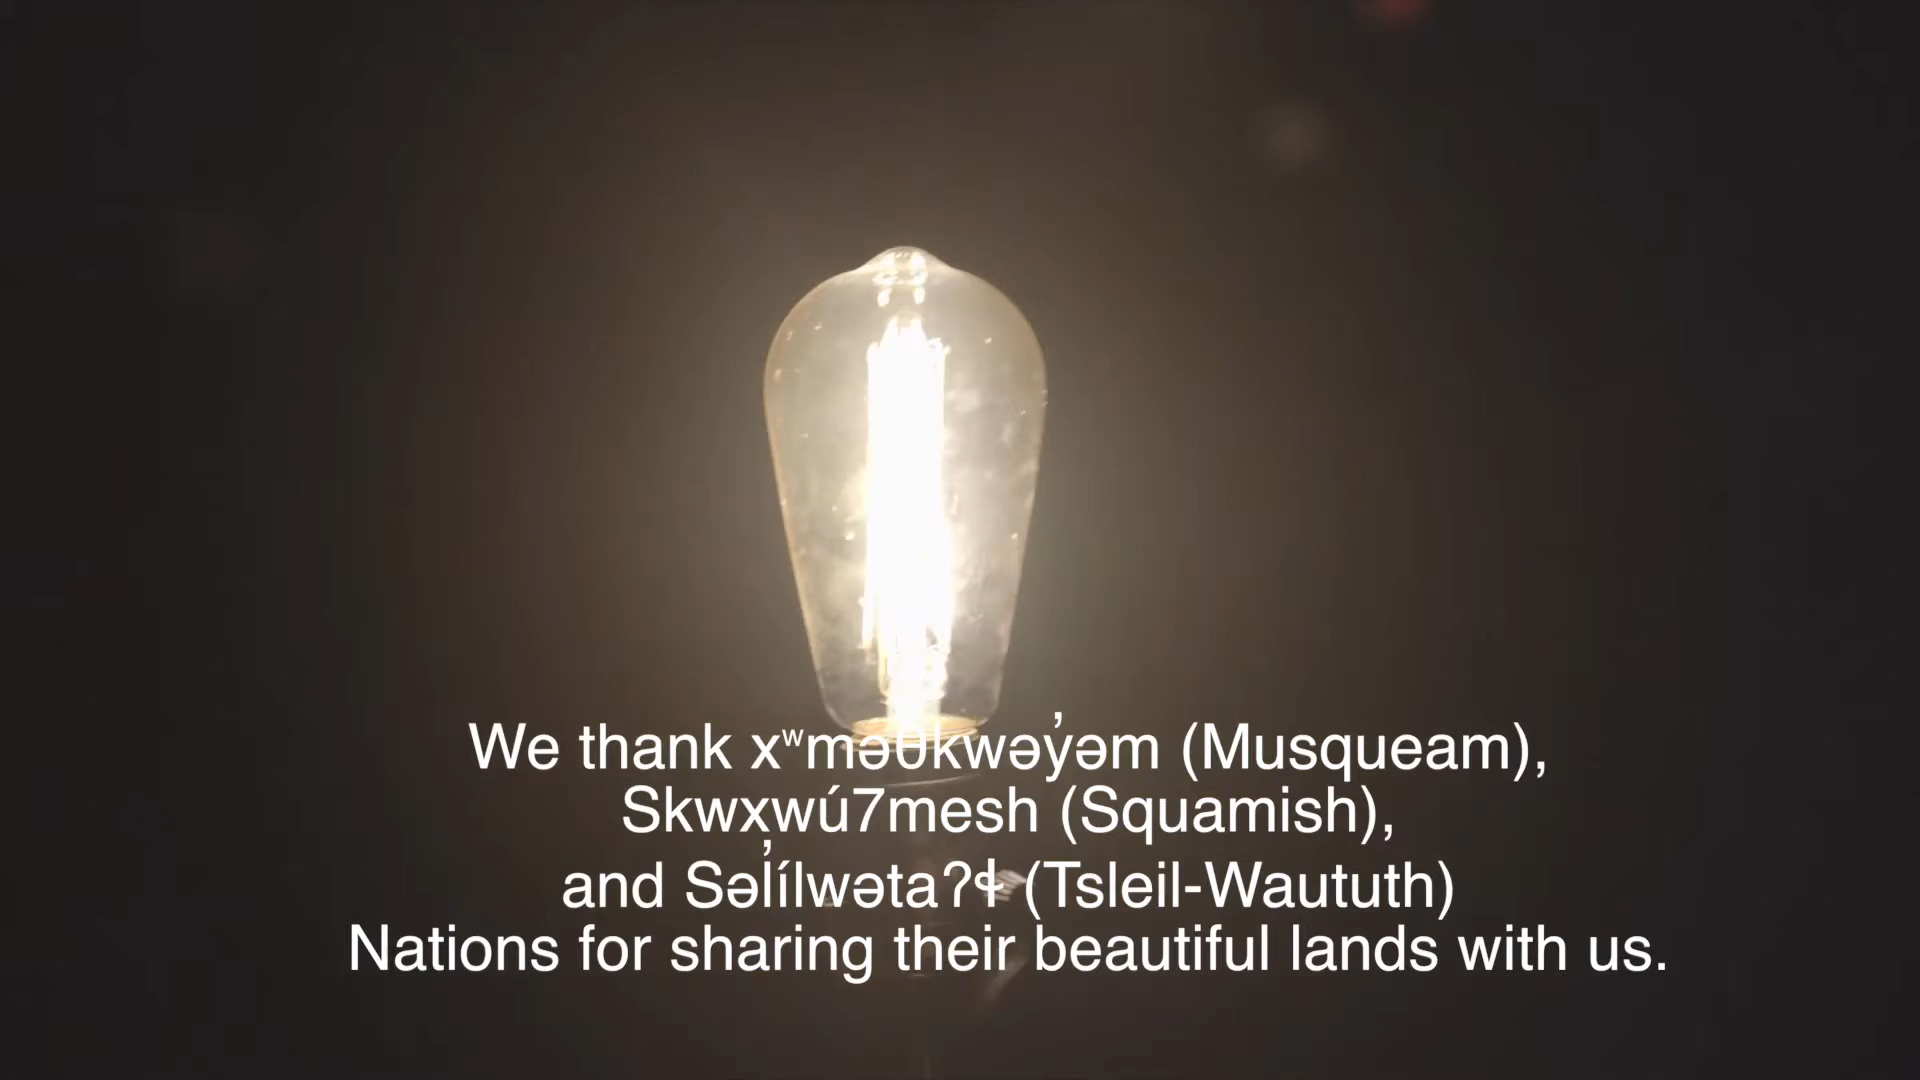 We thank xʷməθkwəy̓əm (Musqueam),
Skwx̱wú7mesh (Squamish),
and Səl̓ílwətaʔɬ (Tsleil-Waututh)
Nations for sharing their beautiful lands with us.